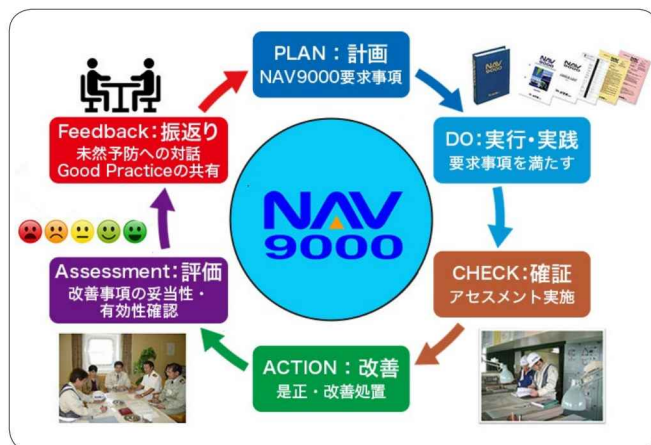 PLAN：計画
NAV9000要求事項
NAV
9000
DO：実行・実践
要求事項を満たす
CHECK：確証
アセスメント実施
ACTION：改善
是正・改善処置
Assessment：評価
改善事項の妥当性・
有効性確認
Feedback：振返り
未然予防への対話
Good Practiceの共有
NAV
9000